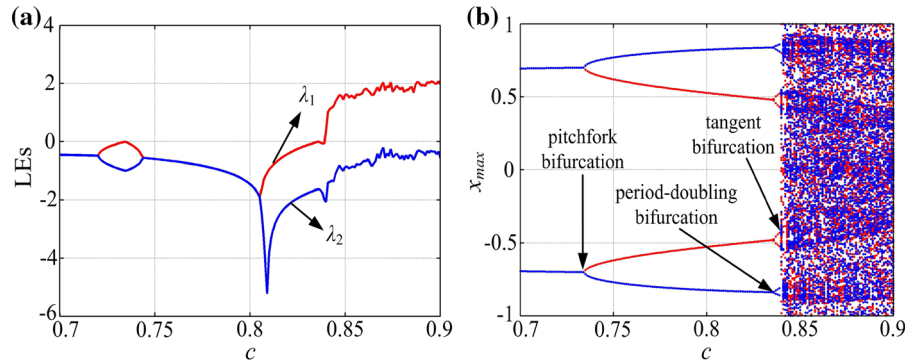 (a)
4
2
0
-2
-4
-6
LEs
λ1
λ2
0.7
0.75
0.8
0.85
0.9
c
(b)
1
0.5
0
-0.5
-1
xmax
pitchfork
bifurcation
tangent
bifurcation
period-doubling
bifurcation
0.7
0.75
0.8
0.85
0.9
c